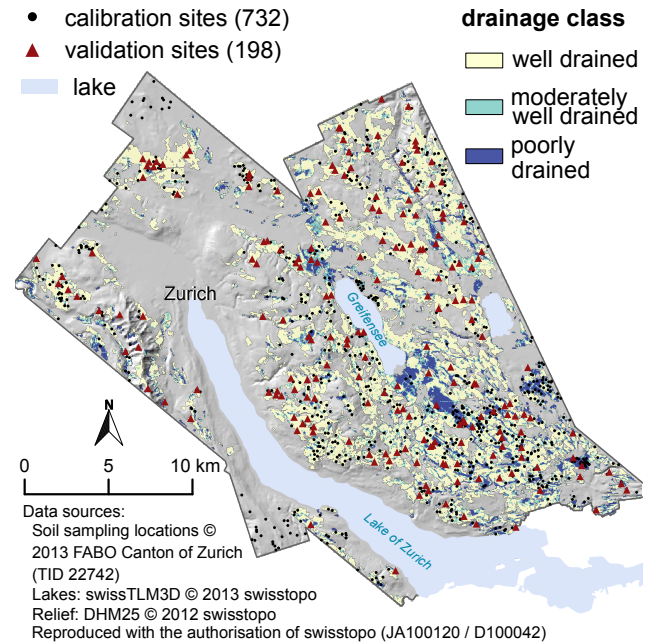 calibration sites (732)
validation sites (198)
lake
drainage class
well drained
moderately
well drained
poorly
drained
Zurich
Greifensee
Lake of Zurich
N
0 5 10 km
Data sources:
Soil sampling locations ©
2013 FABO Canton of Zurich
(TID 22742)
Lakes: swissTLM3D © 2013 swisstopo
Relief: DHM25 © 2012 swisstopo
Reproduced with the authorisation of swisstopo (JA100120 / D100042)